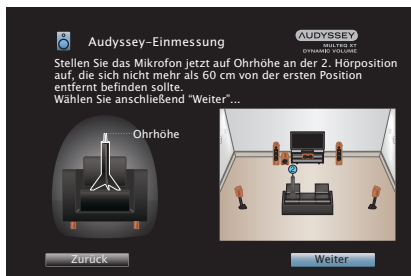 Audyssey-Einmessung
AUDYSSEY
MULTEQ XT
DYNAMIC VOLUME
Stellen Sie das Mikrofon jetzt auf Ohrhöhe an der 2. Hörposition
auf, die sich nicht mehr als 60 cm von der ersten Position
entfernt befinden sollte.
Wählen Sie anschließend “Weiter”...
Ohrhöhe
2
Zurück
Weiter